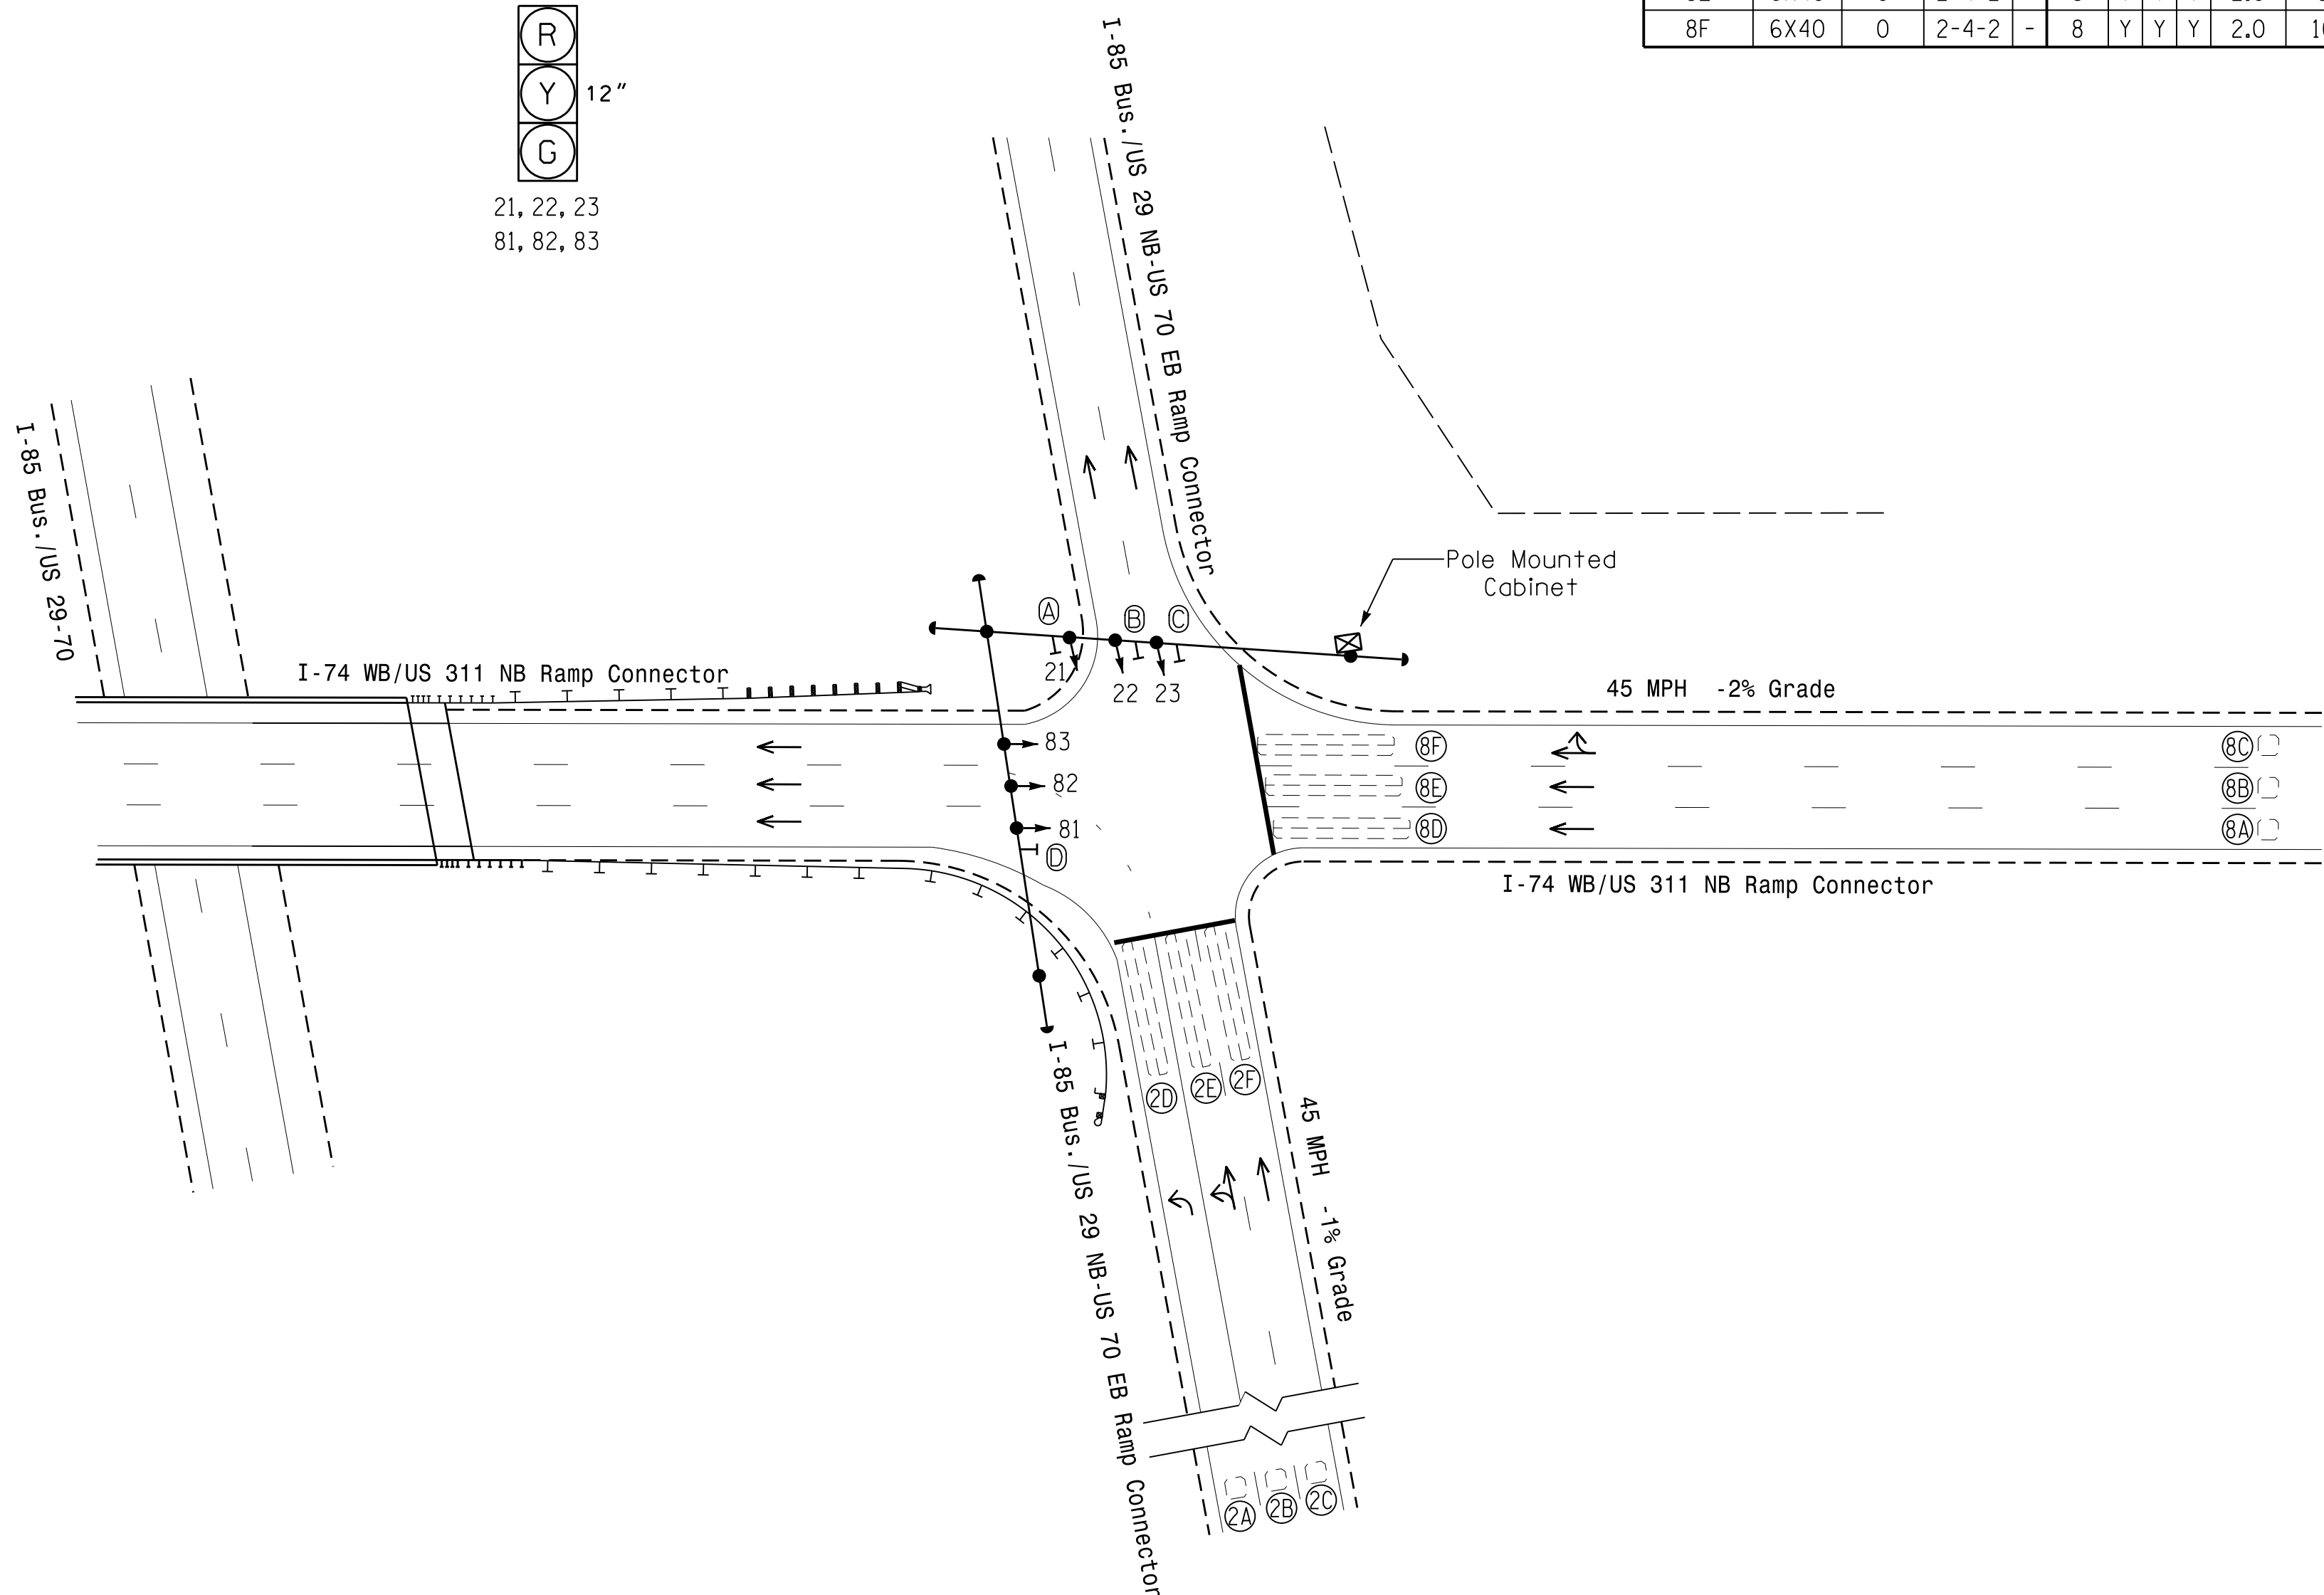 R
Y 12"
G
21, 22, 23
81, 82, 83
8F 6X40 0 2-4-2 - 8 Y Y Y 2.0
I-85 Bus./US 29 NB-US 70 EB Ramp Connector
I-85 Bus./US 29-70
Pole Mounted
Cabinet
A
B
C
21
22
23
I-74 WB/US 311 NB Ramp Connector
45 MPH -2% Grade
83
82
81
D
8F
8E
8D
8C
8B
8A
I-74 WB/US 311 NB Ramp Connector
2D
2E
2F
45 MPH -1% Grade
I-85 Bus./US 29 NB-US 70 EB Ramp Connector
2A
2B
2C